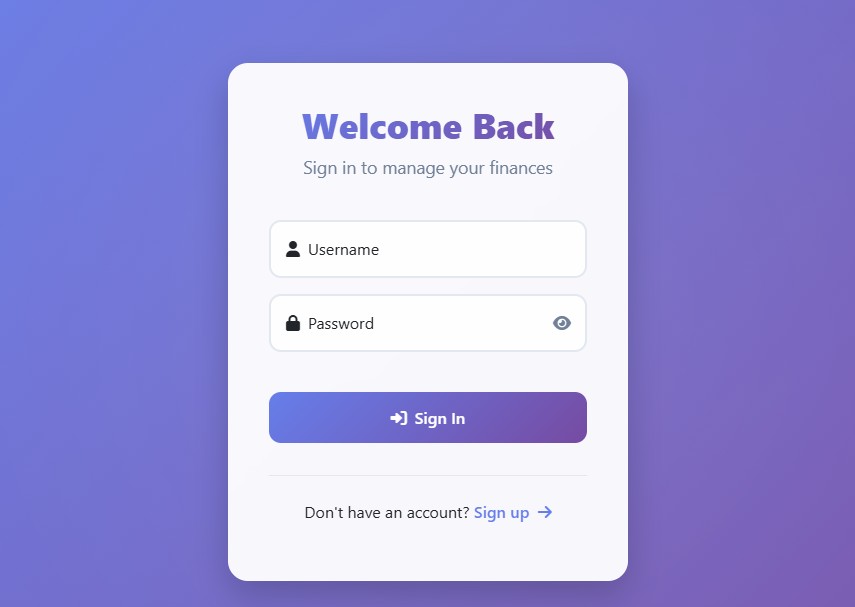 Welcome Back
Sign in to manage your finances
Username
Password
Sign In
Don't have an account? Sign up